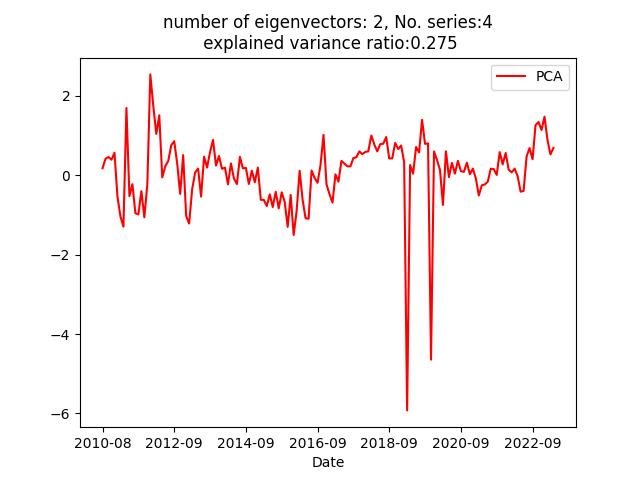 number of eigenvectors: 2, No. series:4
explained variance ratio:0.275
PCA
2
0
−2
−4
−6
2010-08 2012-09 2014-09 2016-09 2018-09 2020-09 2022-09
Date